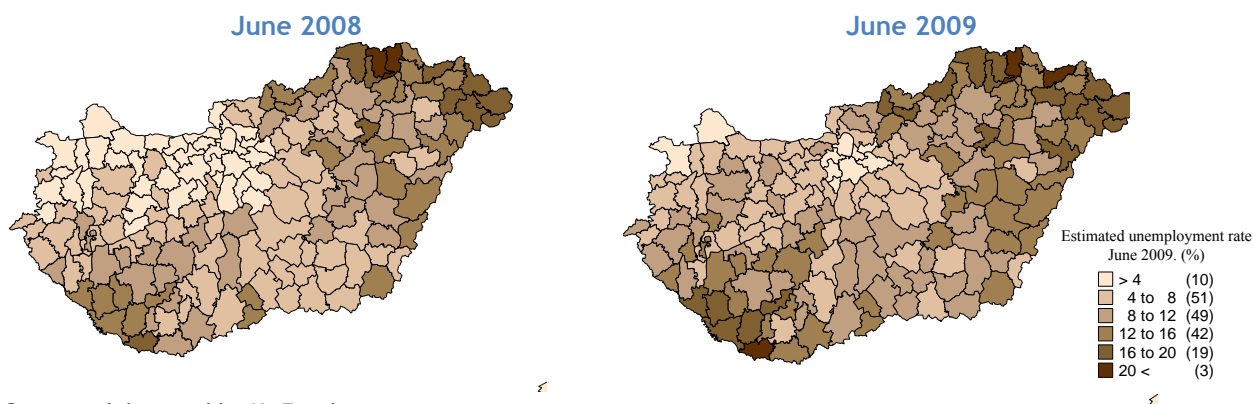 June 2008
June 2009
Estimated unemployment rate
June 2009. (%)
> 4 (10)
4 to 8 (51)
8 to 12 (49)
12 to 16 (42)
16 to 20 (19)
20 < (3)